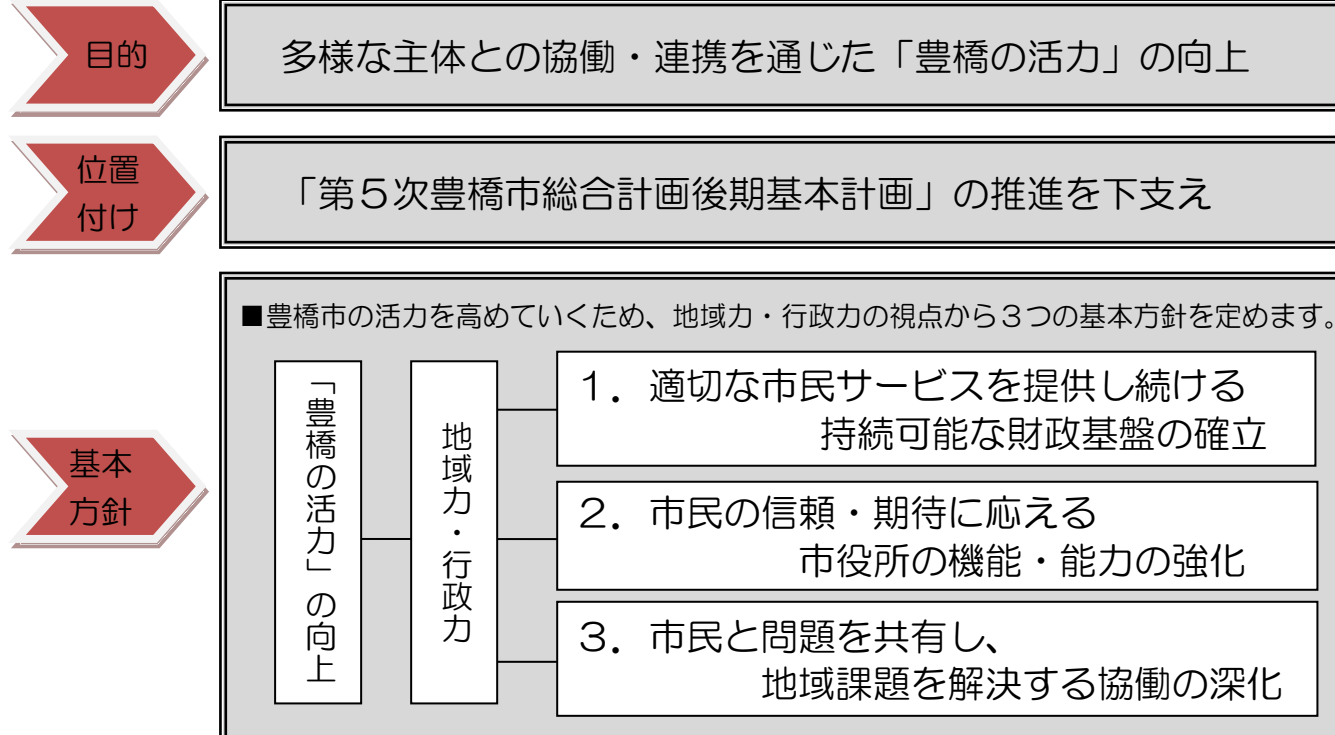 目的
多様な主体との協働・連携を通じた「豊橋の活力」の向上
位置
付け
「第５次豊橋市総合計画後期基本計画」の推進を下支え
基本
方針
■豊橋市の活力を高めていくため、地域力・行政力の視点から３つの基本方針を定めます。
「豊橋の活力」の向上
地域力・行政力
１．適切な市民サービスを提供し続ける
持続可能な財政基盤の確立
２．市民の信頼・期待に応える
市役所の機能・能力の強化
３．市民と問題を共有し、
地域課題を解決する協働の深化